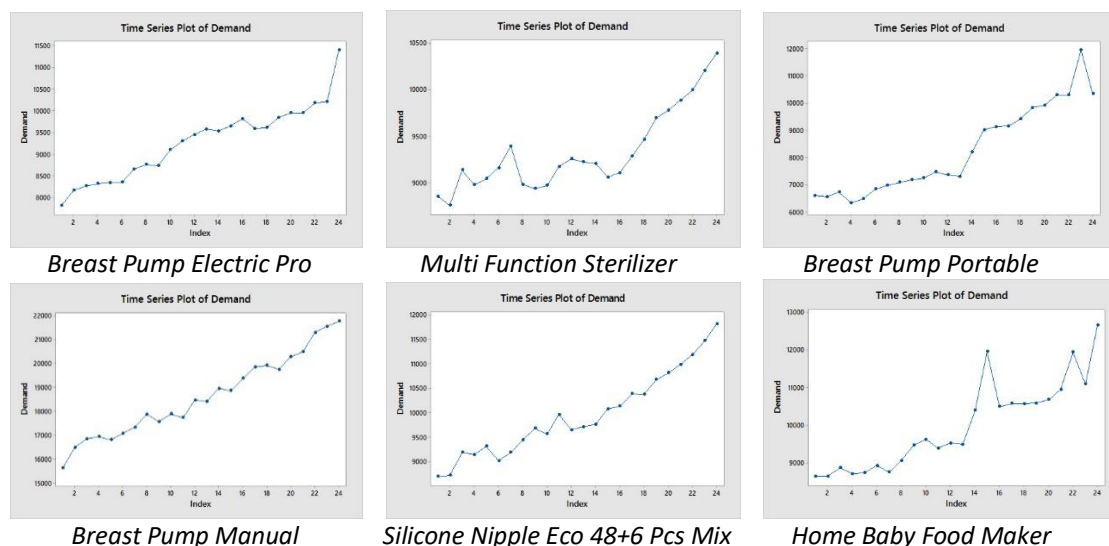 Time Series Plot of Demand
11500
11000
10500
10000
9500
9000
8500
8000
Demand
2 4 6 8 10 12 14 16 18 20 22 24
Index
Breast Pump Electric Pro
Time Series Plot of Demand
10500
10000
9500
9000
Demand
2 4 6 8 10 12 14 16 18 20 22 24
Index
Multi Function Sterilizer
Time Series Plot of Demand
12000
11000
10000
9000
8000
7000
6000
Demand
2 4 6 8 10 12 14 16 18 20 22 24
Index
Breast Pump Portable
Time Series Plot of Demand
22000
21000
20000
19000
18000
17000
16000
15000
Demand
2 4 6 8 10 12 14 16 18 20 22 24
Index
Breast Pump Manual
Time Series Plot of Demand
12000
11500
11000
10500
10000
9500
9000
Demand
2 4 6 8 10 12 14 16 18 20 22 24
Index
Silicone Nipple Eco 48+6 Pcs Mix
Time Series Plot of Demand
13000
12000
11000
10000
9000
Demand
2 4 6 8 10 12 14 16 18 20 22 24
Index
Home Baby Food Maker